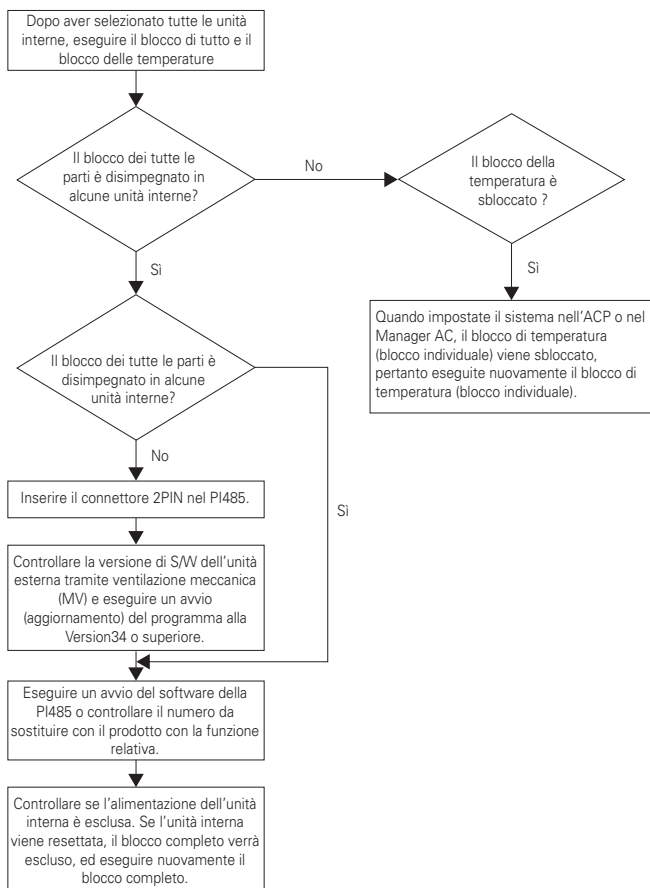 Dopo aver selezionato tutte le unità
interne, eseguire il blocco di tutto e il
blocco delle temperature
Il blocco dei tutte le
parti è disimpegnato in
alcune unità interne?
No
Il blocco della
temperatura è
sbloccato ?
Sì
Sì
Quando impostate il sistema nell'ACP o nel
Manager AC, il blocco di temperatura
(blocco individuale) viene sbloccato,
pertanto eseguite nuovamente il blocco di
temperatura (blocco individuale).
Il blocco dei tutte le parti è
disimpegnato in alcune
unità interne?
No
Sì
Inserire il connettore 2PIN nel PI485.
Controllare la versione di S/W dell'unità
esterna tramite ventilazione meccanica
(MV) e eseguire un avvio
(aggiornamento) del programma alla
Version34 o superiore.
Eseguire un avvio del software della
PI485 o controllare il numero da
sostituire con il prodotto con la funzione
relativa.
Controllare se l'alimentazione dell'unità
interna è esclusa. Se l'unità interna
viene resettata, il blocco completo verrà
escluso, ed eseguire nuovamente il
blocco completo.